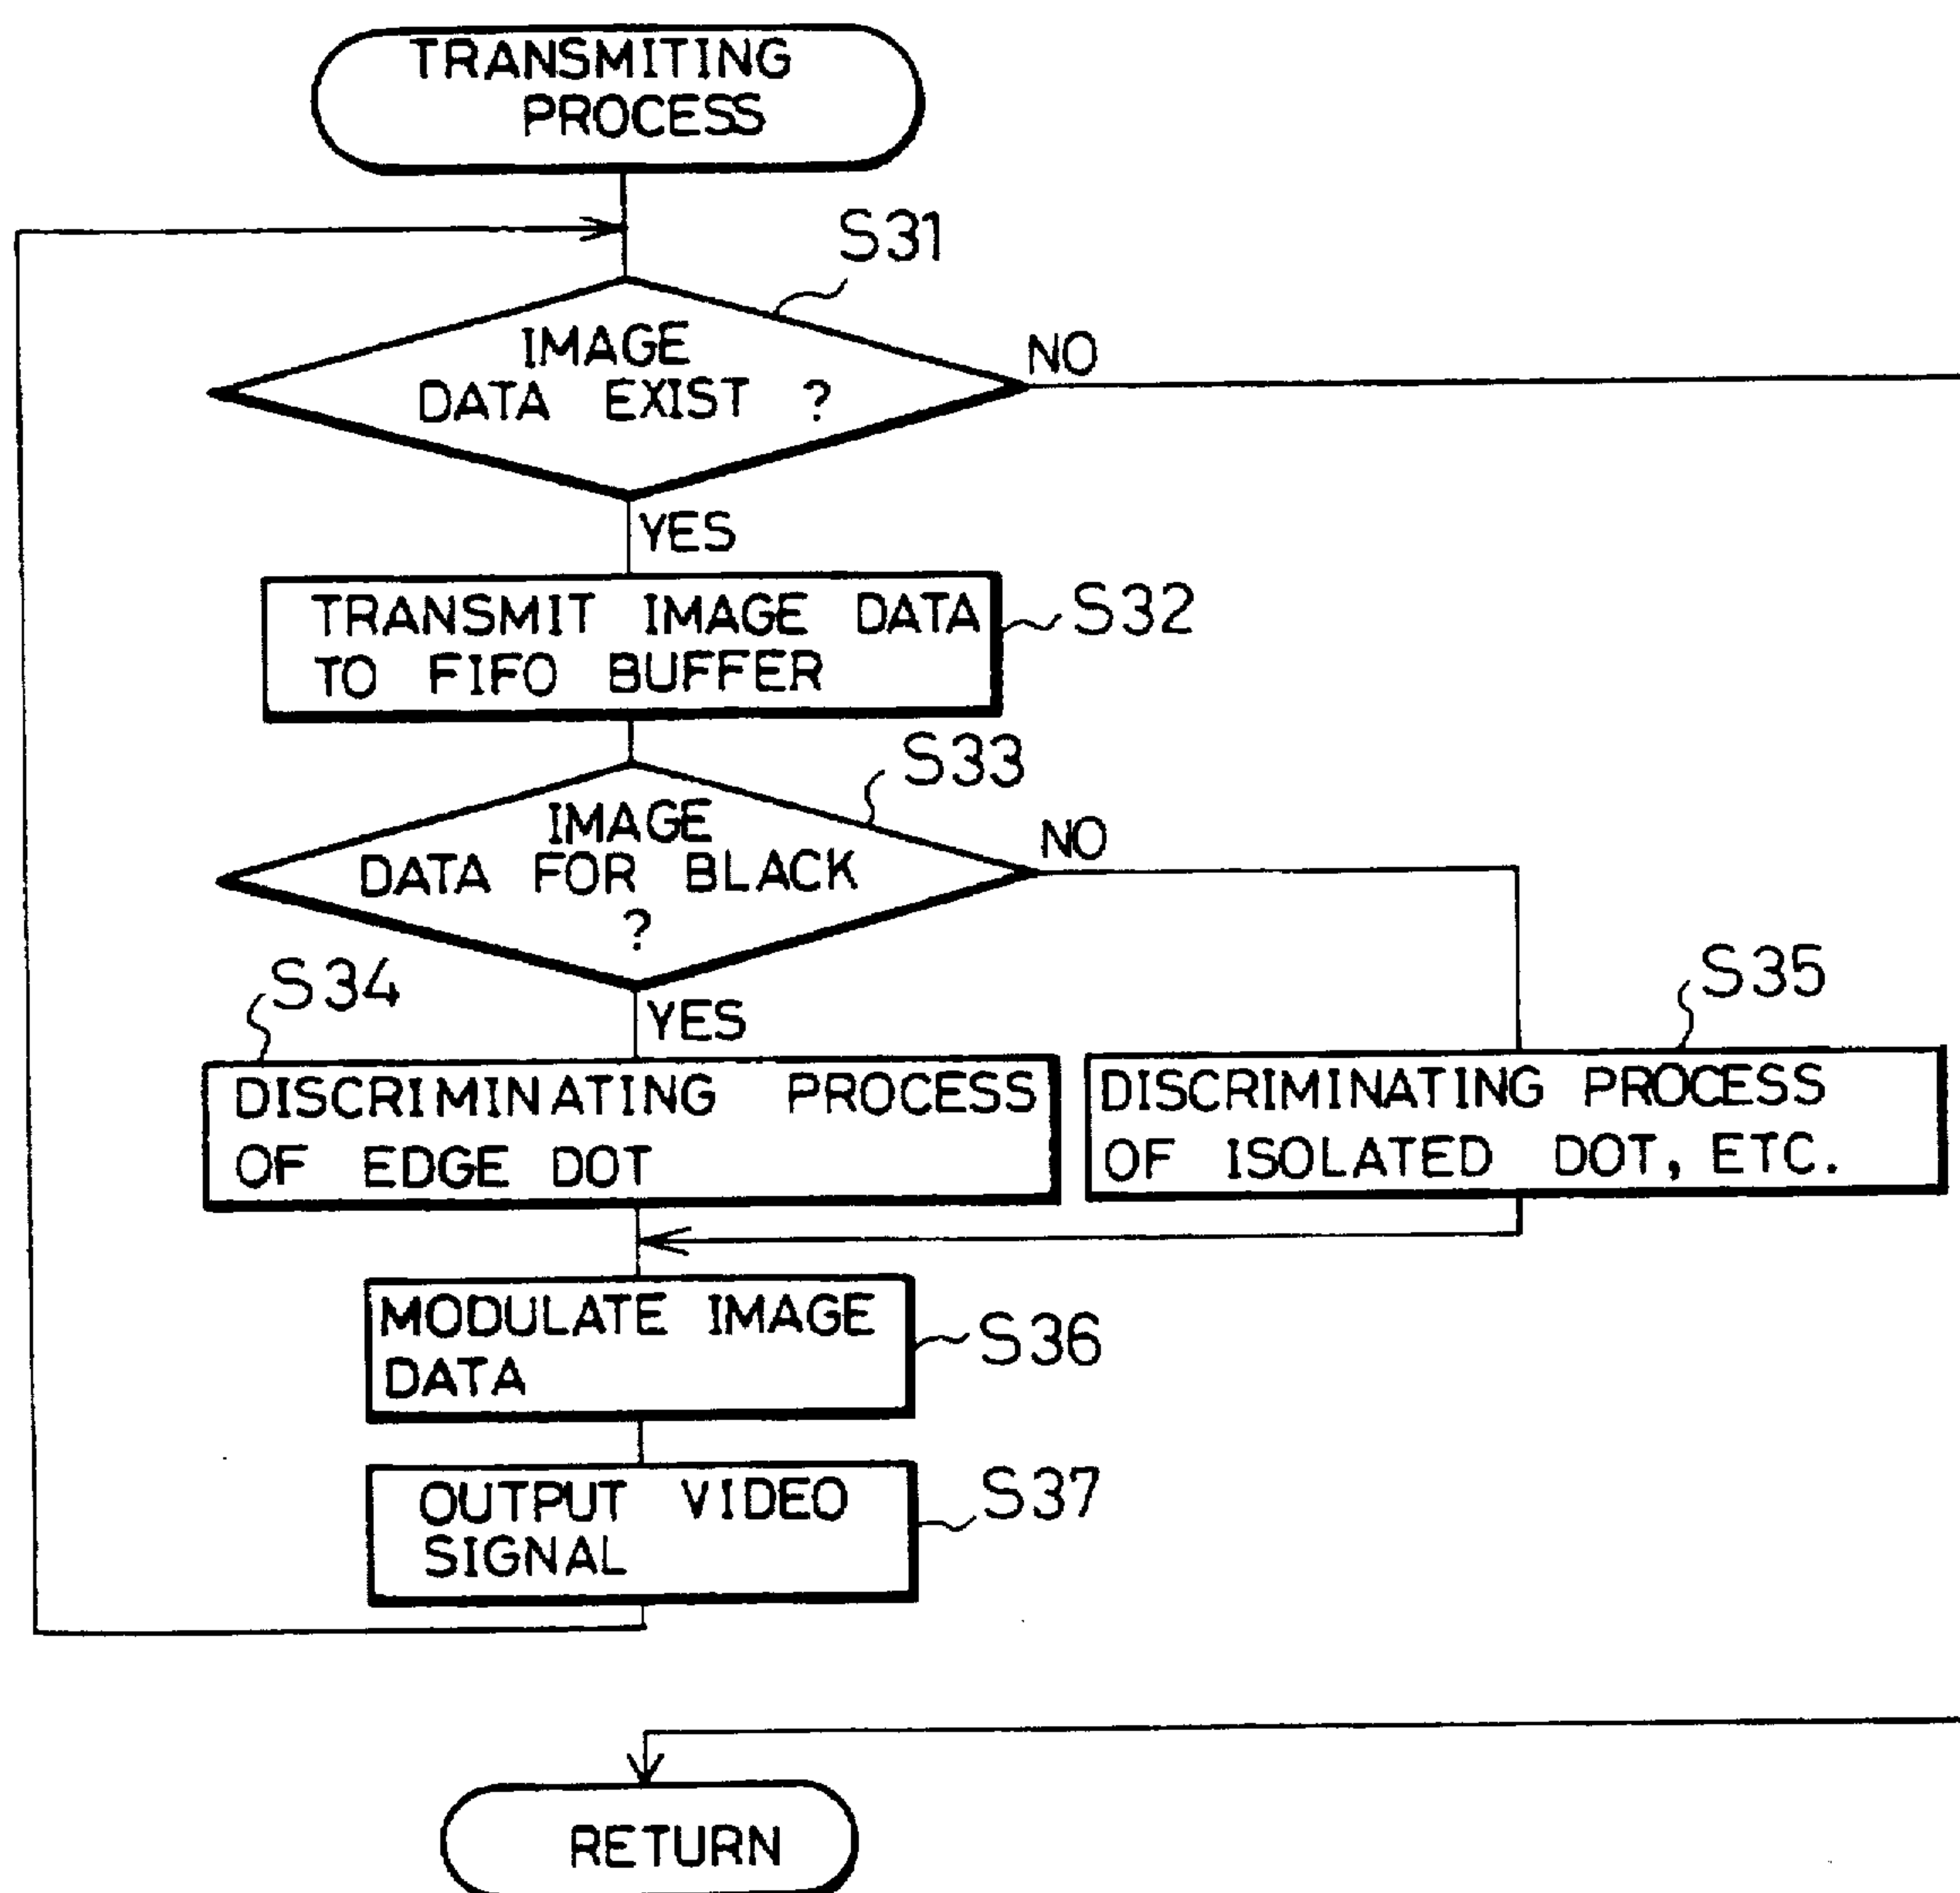 TRANSMITING
PROCESS
S31
IMAGE
DATA EXIST ?
NO
YES
TRANSMIT IMAGE DATA
TO FIFO BUFFER
S32
S33
IMAGE
DATA FOR BLACK
?
NO
YES
S34
DISCRIMINATING PROCESS
OF EDGE DOT
S35
DISCRIMINATING PROCESS
OF ISOLATED DOT, ETC.
MODULATE IMAGE
DATA
S36
OUTPUT VIDEO
SIGNAL
S37
RETURN